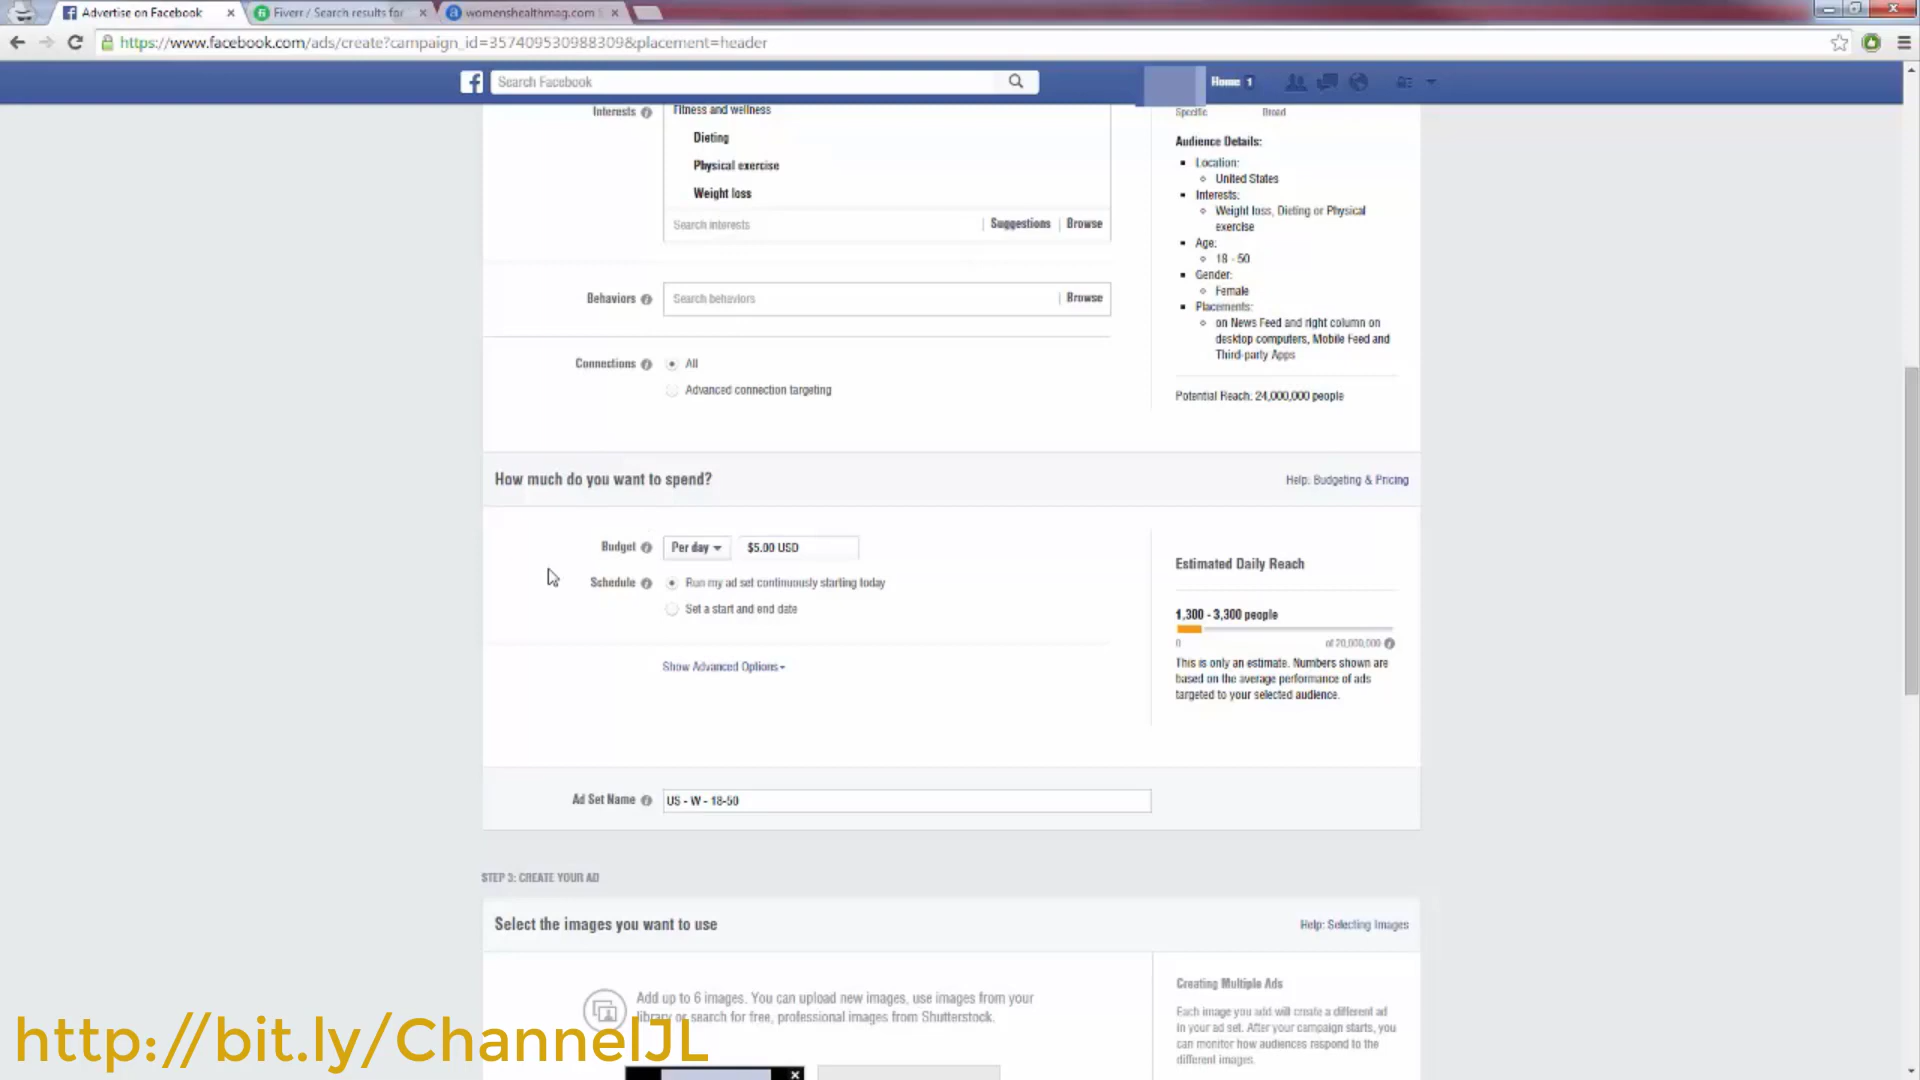 Advertise on Facebook
Fiverr / Search results for
womenshealthmag.com
https://www.facebook.com/ads/create?campaign_id=357409530988309&placement=header
Search Facebook
Home 1
Interests
Fitness and wellness
Dieting
Physical exercise
Weight loss
Search interests | Suggestions | Browse
Behaviors
Search behaviors | Browse
Connections
All
Advanced connection targeting
Specific Broad
Audience Details:
Location:
United States
Interests:
Weight loss, Dieting or Physical
exercise
Age:
18 - 50
Gender:
Female
Placements:
on News Feed and right column on
desktop computers, Mobile Feed and
Third-party Apps
Potential Reach: 24,000,000 people
How much do you want to spend?
Help: Budgeting & Pricing
Budget Per day $5.00 USD
Schedule
Run my ad set continuously starting today
Set a start and end date
Show Advanced Options
Estimated Daily Reach
1,300 - 3,300 people
0 of 20,000,000
This is only an estimate. Numbers shown are
based on the average performance of ads
targeted to your selected audience.
Ad Set Name US - W - 18-50
STEP 3: CREATE YOUR AD
Select the images you want to use
Help: Selecting Images
Add up to 6 images. You can upload new images, use images from your
library or search for free, professional images from Shutterstock.
Creating Multiple Ads
Each image you add will create a different ad
in your ad set. After your campaign starts, you
can monitor how audiences respond to the
different images.
http://bit.ly/ChannelJL